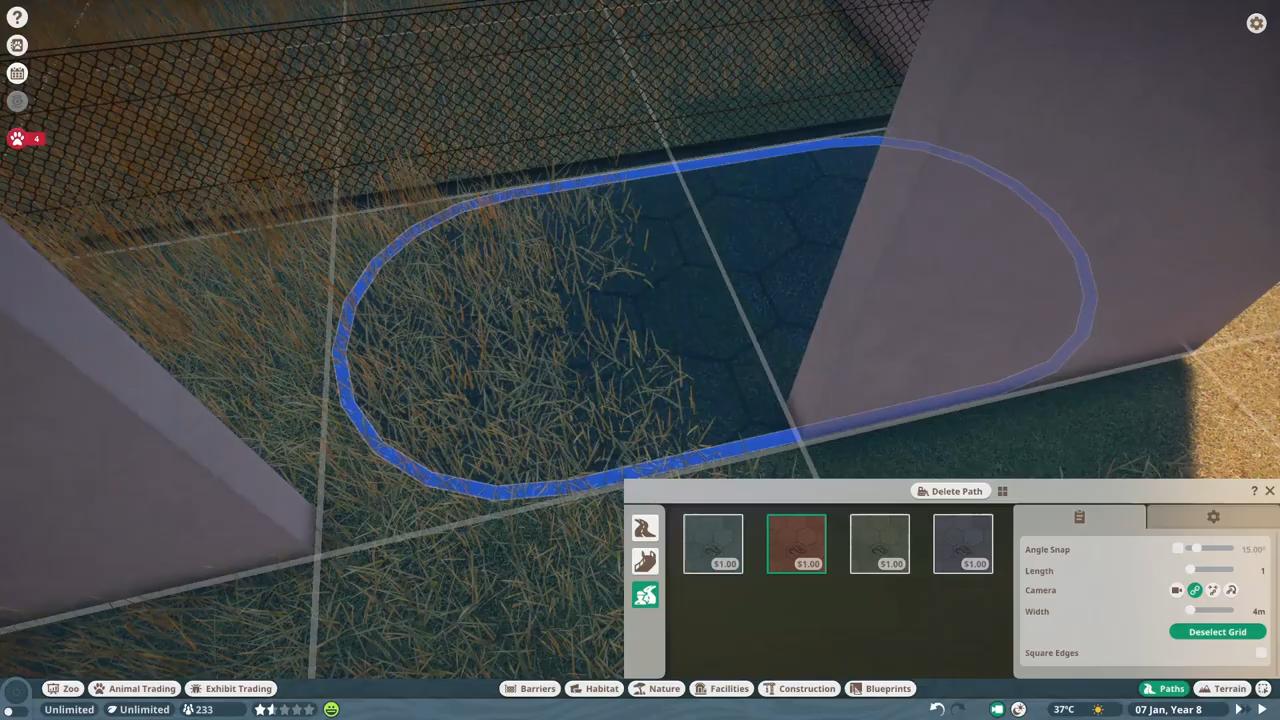 ?
4
Delete Path
?
$1.00
$1.00
$1.00
$1.00
Angle Snap
15.00°
Length
1
Camera
Width
4m
Deselect Grid
Square Edges
Zoo
Animal Trading
Exhibit Trading
Barriers
Habitat
Nature
Facilities
Construction
Blueprints
Paths
Terrain
Unlimited
Unlimited
233
37°C
07 Jan, Year 8